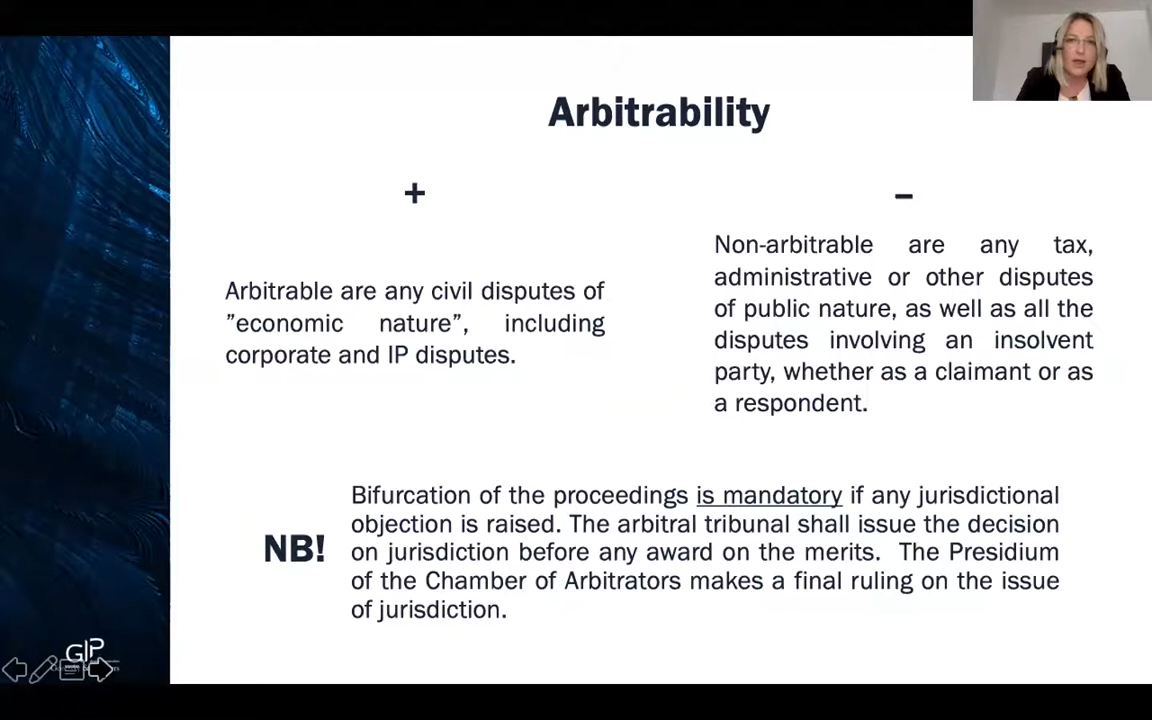 Arbitrability
+
Arbitrable are any civil disputes of
”economic nature”, including
corporate and IP disputes.
–
Non-arbitrable are any tax,
administrative or other disputes
of public nature, as well as all the
disputes involving an insolvent
party, whether as a claimant or as
a respondent.
NB!
Bifurcation of the proceedings is mandatory if any jurisdictional
objection is raised. The arbitral tribunal shall issue the decision
on jurisdiction before any award on the merits. The Presidium
of the Chamber of Arbitrators makes a final ruling on the issue
of jurisdiction.
GIP